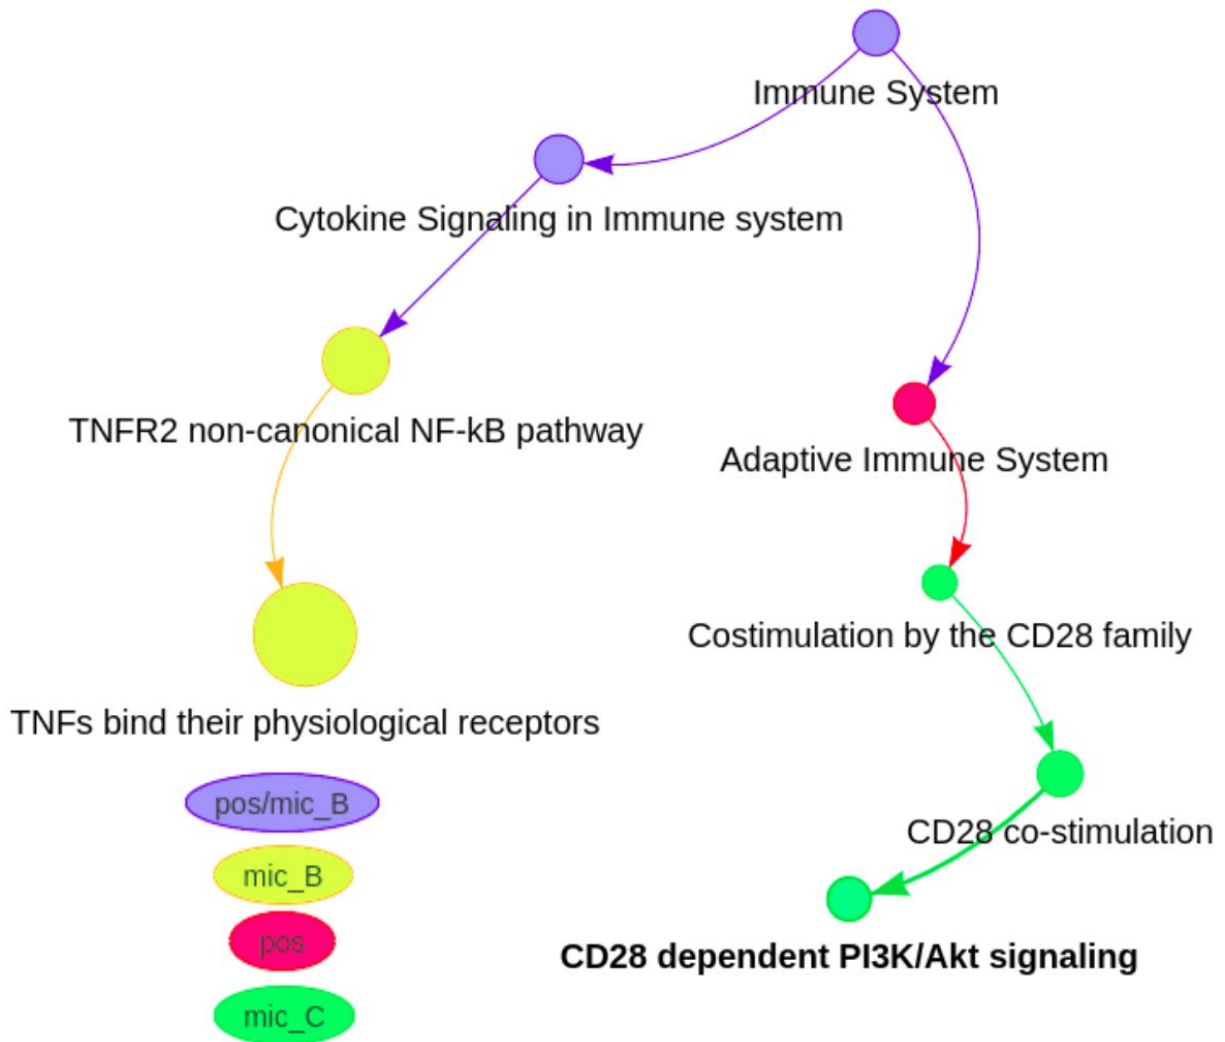 Immune System
Cytokine Signaling in Immune system
TNFR2 non-canonical NF-kB pathway
Adaptive Immune System
Costimulation by the CD28 family
TNFs bind their physiological receptors
pos/mic_B
CD28 co-stimulation
mic_B
pos
CD28 dependent PI3K/Akt signaling
mic_C